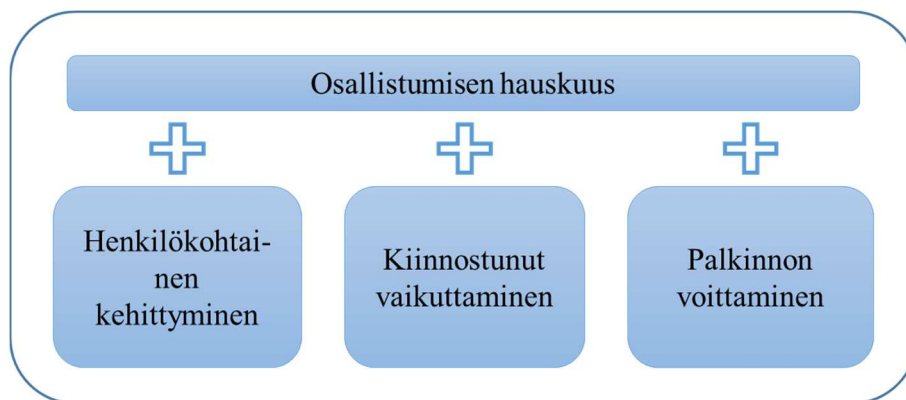 Osallistumisen hauskuus
Henkilökohtai-
nen
kehittyminen
Kiinnostunut
vaikuttaminen
Palkinnon
voittaminen